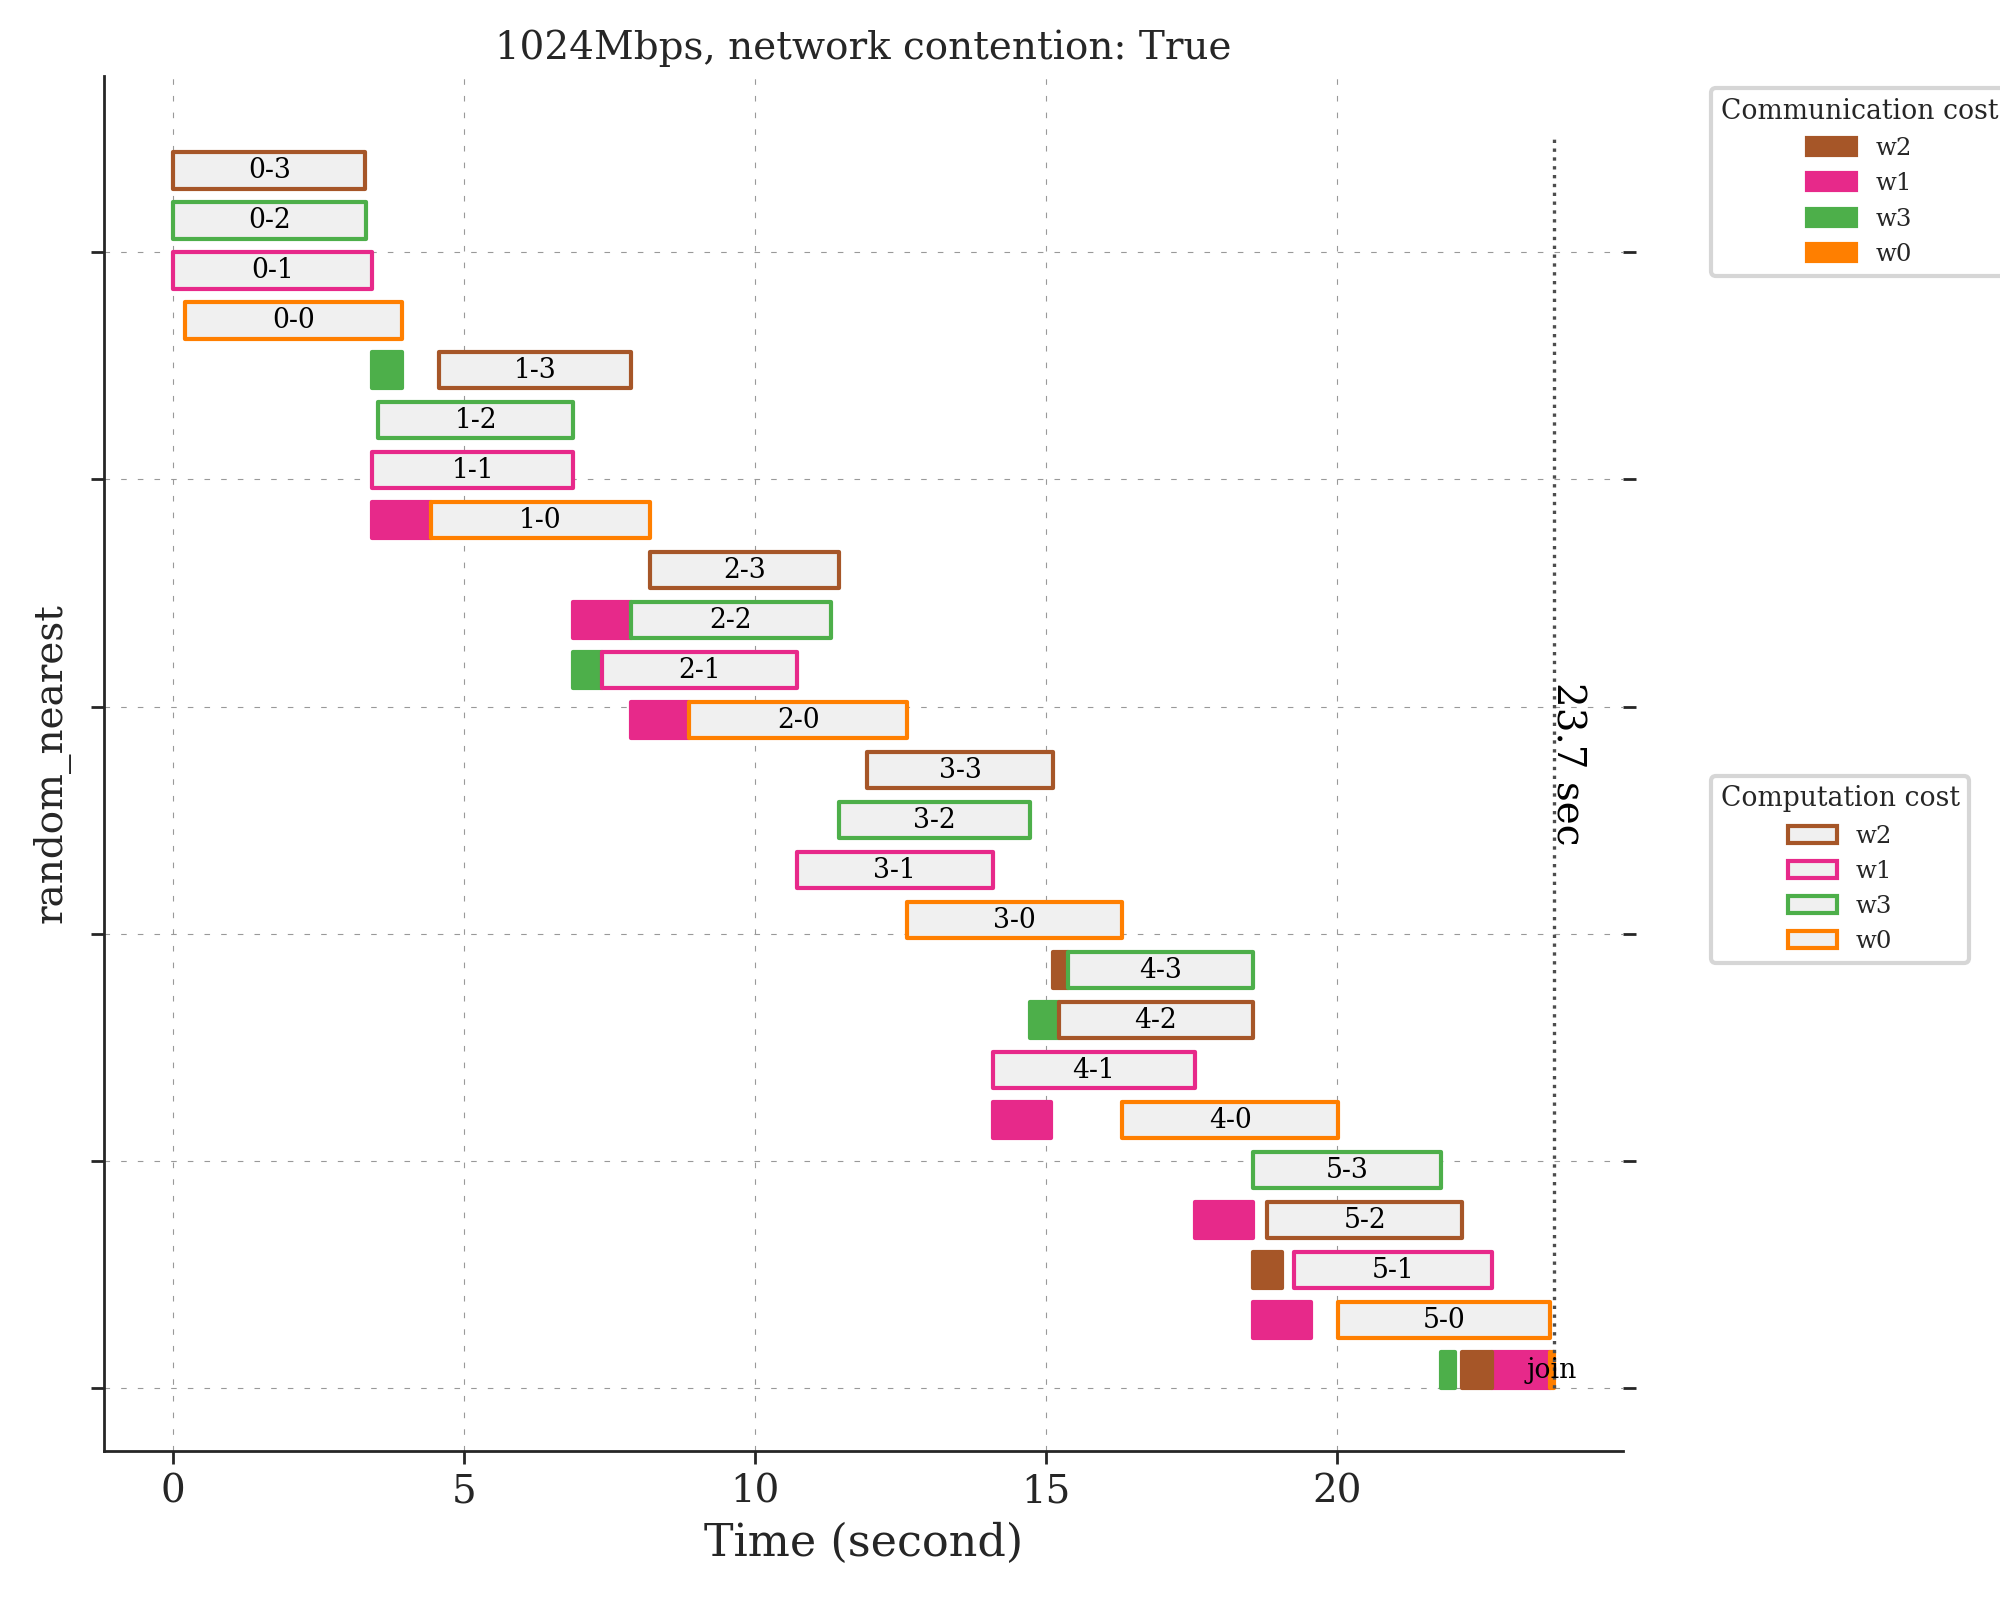 1024Mbps, network contention: True
Communication cost
w2
w1
w3
w0
0-3
0-2
0-1
0-0
1-3
1-2
1-1
1-0
2-3
2-2
2-1
2-0
3-3
3-2
3-1
3-0
4-3
4-2
4-1
4-0
5-3
5-2
5-1
5-0
join
23.7 sec
Computation cost
w2
w1
w3
w0
random_nearest
0 5 10 15 20
Time (second)